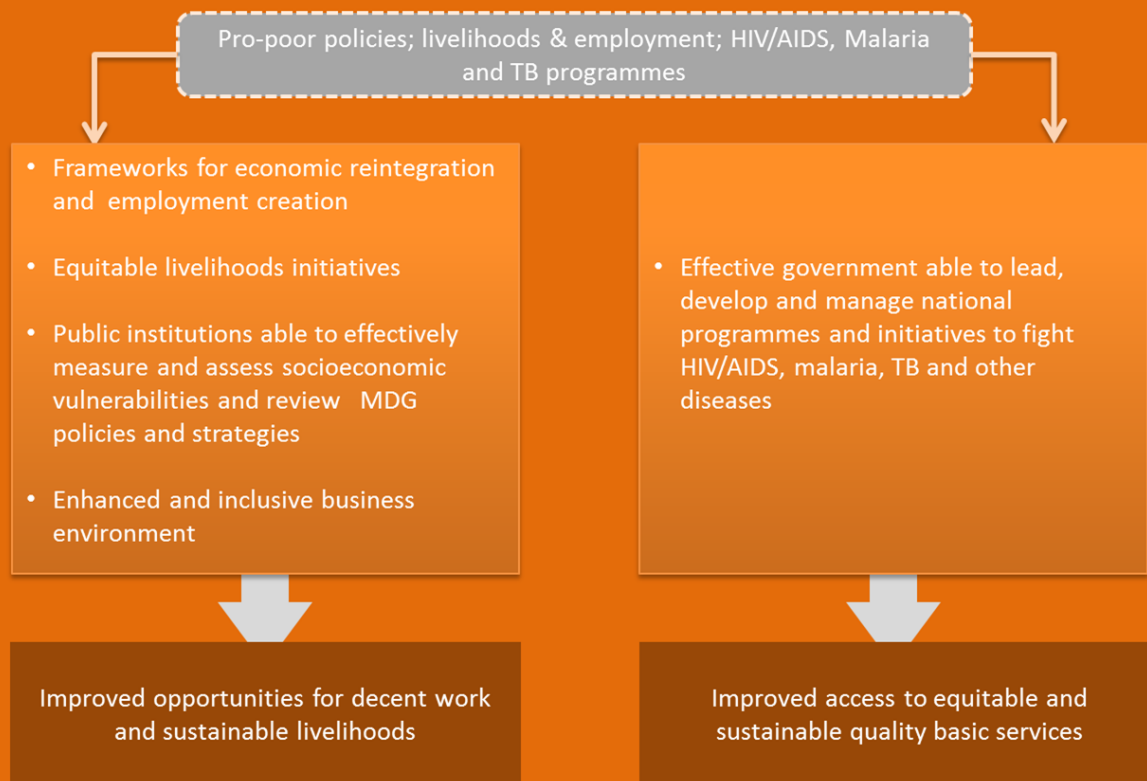 Pro-poor policies; livelihoods & employment; HIV/AIDS, Malaria
and TB programmes
• Frameworks for economic reintegration
and employment creation
• Equitable livelihoods initiatives
• Public institutions able to effectively
measure and assess socioeconomic
vulnerabilities and review MDG
policies and strategies
• Enhanced and inclusive business
environment
• Effective government able to lead,
develop and manage national
programmes and initiatives to fight
HIV/AIDS, malaria, TB and other
diseases
Improved opportunities for decent work
and sustainable livelihoods
Improved access to equitable and
sustainable quality basic services